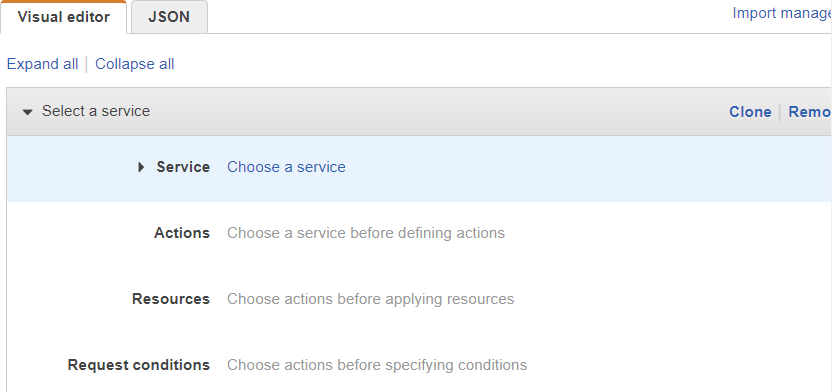 Visual editor JSON Import manage
Expand all | Collapse all
Select a service Clone | Remo
Service Choose a service
Actions Choose a service before defining actions
Resources Choose actions before applying resources
Request conditions Choose actions before specifying conditions